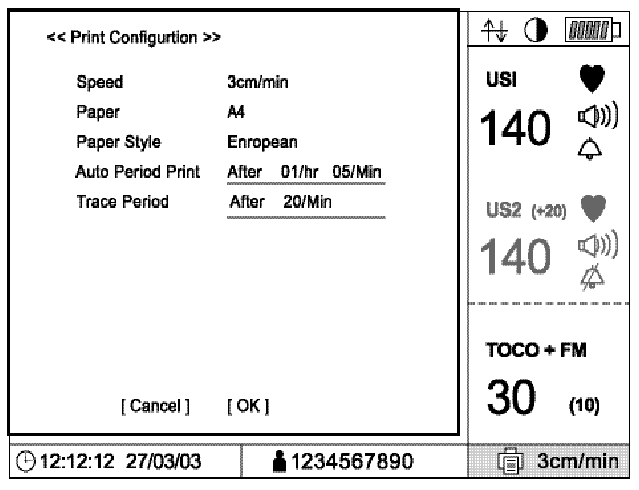 << Print Configurtion >>
Speed 3cm/min
Paper A4
Paper Style Enropean
Auto Period Print After 01/hr 05/Min
Trace Period After 20/Min
[ Cancel ] [ OK ]
USI
140
US2 (+20)
140
TOCO + FM
30 (10)
12:12:12 27/03/03 1234567890 3cm/min